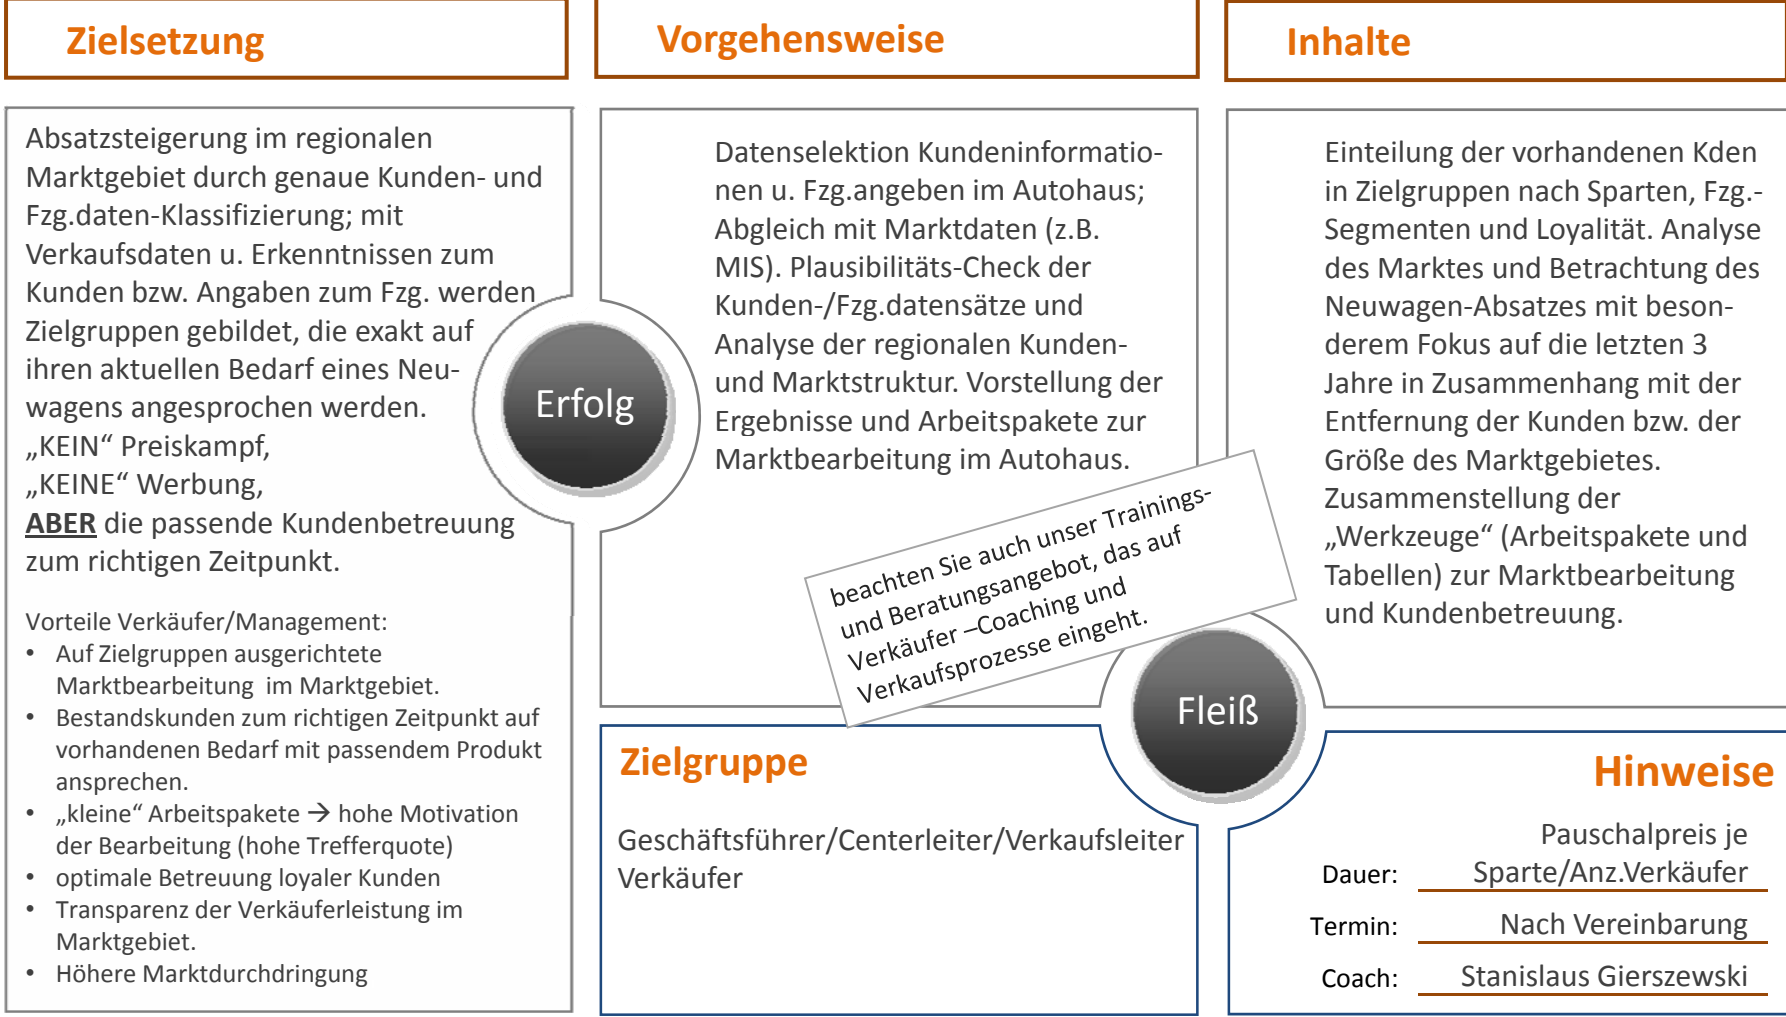 Zielsetzung
Absatzsteigerung im regionalen
Marktgebiet durch genaue Kunden- und
Fzg.daten-Klassifizierung; mit
Verkaufsdaten u. Erkenntnissen zum
Kunden bzw. Angaben zum Fzg. werden
Zielgruppen gebildet, die exakt auf
ihren aktuellen Bedarf eines Neu-
wagens angesprochen werden.
„KEIN“ Preiskampf,
„KEINE“ Werbung,
ABER die passende Kundenbetreuung
zum richtigen Zeitpunkt.
Vorteile Verkäufer/Management:
• Auf Zielgruppen ausgerichtete
Marktbearbeitung im Marktgebiet.
• Bestandskunden zum richtigen Zeitpunkt auf
vorhandenen Bedarf mit passendem Produkt
ansprechen.
• „kleine“ Arbeitspakete → hohe Motivation
der Bearbeitung (hohe Trefferquote)
• optimale Betreuung loyaler Kunden
• Transparenz der Verkäuferleistung im
Marktgebiet.
• Höhere Marktdurchdringung
Erfolg
Vorgehensweise
Datenselektion Kundeninformatio-
nen u. Fzg.angeben im Autohaus;
Abgleich mit Marktdaten (z.B.
MIS). Plausibilitäts-Check der
Kunden-/Fzg.datensätze und
Analyse der regionalen Kunden-
und Marktstruktur. Vorstellung der
Ergebnisse und Arbeitspakete zur
Marktbearbeitung im Autohaus.
beachten Sie auch unser Trainings-
und Beratungsangebot, das auf
Verkäufer –Coaching und
Verkaufsprozesse eingeht.
Inhalte
Einteilung der vorhandenen Kden
in Zielgruppen nach Sparten, Fzg.-
Segmenten und Loyalität. Analyse
des Marktes und Betrachtung des
Neuwagen-Absatzes mit beson-
derem Fokus auf die letzten 3
Jahre in Zusammenhang mit der
Entfernung der Kunden bzw. der
Größe des Marktgebietes.
Zusammenstellung der
„Werkzeuge“ (Arbeitspakete und
Tabellen) zur Marktbearbeitung
und Kundenbetreuung.
Fleiß
Zielgruppe
Geschäftsführer/Centerleiter/Verkaufsleiter
Verkäufer
Hinweise
Pauschalpreis je
Dauer: Sparte/Anz.Verkäufer
Termin: Nach Vereinbarung
Coach: Stanislaus Gierszewski